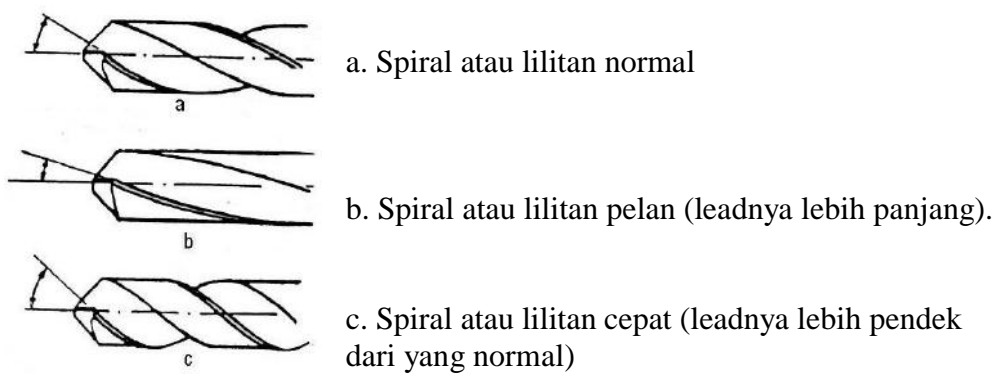 a. Spiral atau lilitan normal
a
b. Spiral atau lilitan pelan (leadnya lebih panjang).
b
c. Spiral atau lilitan cepat (leadnya lebih pendek
dari yang normal)
c